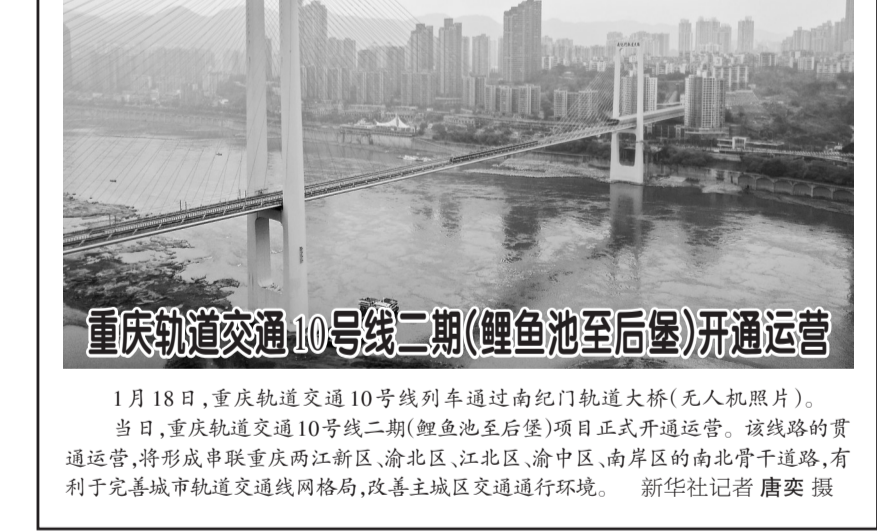 重庆轨道交通10号线二期(鲤鱼池至后堡)开通运营
1月18日,重庆轨道交通10号线列车通过南纪门轨道大桥(无人机照片)。
当日,重庆轨道交通10号线二期(鲤鱼池至后堡)项目正式开通运营。该线路的贯
通运营,将形成串联重庆两江新区、渝北区、江北区、渝中区、南岸区的南北骨干道路,有
利于完善城市轨道交通线网格局,改善主城区交通通行环境。 新华社记者 唐奕 摄